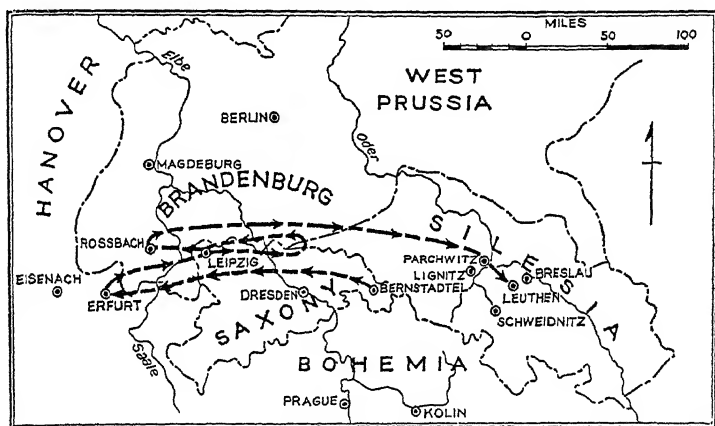 MILES
50 0 50 100
HANOVER
Elbe
WEST
PRUSSIA
BERLIN
Oder
MAGDEBURG
BRANDENBURG
SILESIA
ROSSBACH
LEIPZIG
PARCHWITZ
LIGNITZ
BRESLAU
EISENACH
ERFURT
DRESDEN
BERNSTADTEL
LEUTHEN
SAXONY
SCHWEIDNITZ
Saale
BOHEMIA
PRAGUE
KOLIN